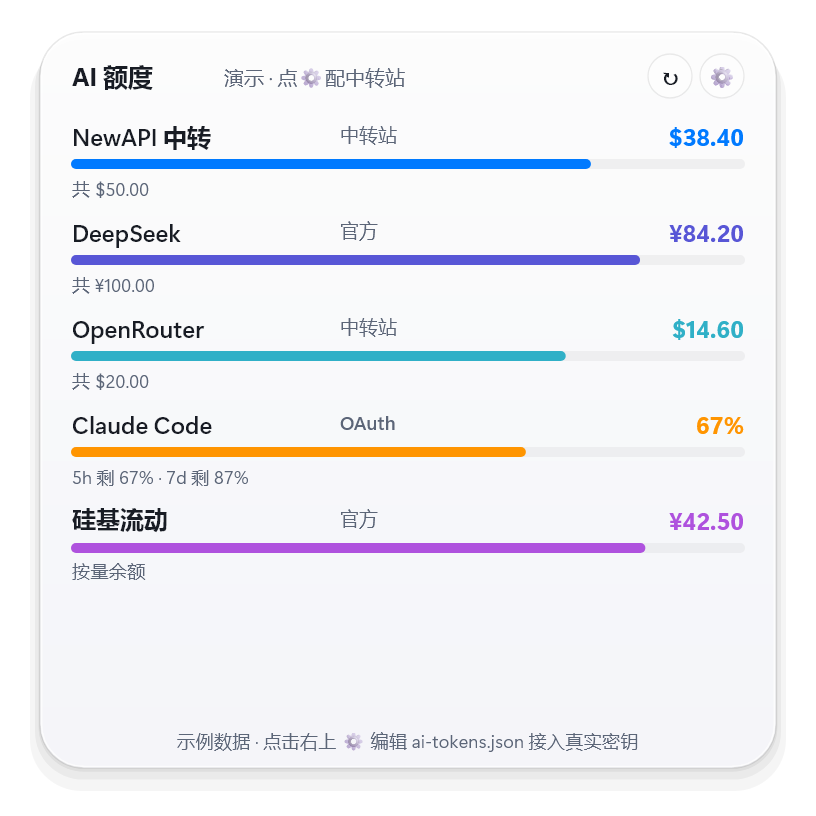 AI 额度 演示 · 点⚙️配中转站 ↻ ⚙️
NewAPI 中转 中转站 $38.40
共 $50.00
DeepSeek 官方 ¥84.20
共 ¥100.00
OpenRouter 中转站 $14.60
共 $20.00
Claude Code OAuth 67%
5h 剩 67% · 7d 剩 87%
硅基流动 官方 ¥42.50
按量余额
示例数据 · 点击右上 ⚙️ 编辑 ai-tokens.json 接入真实密钥